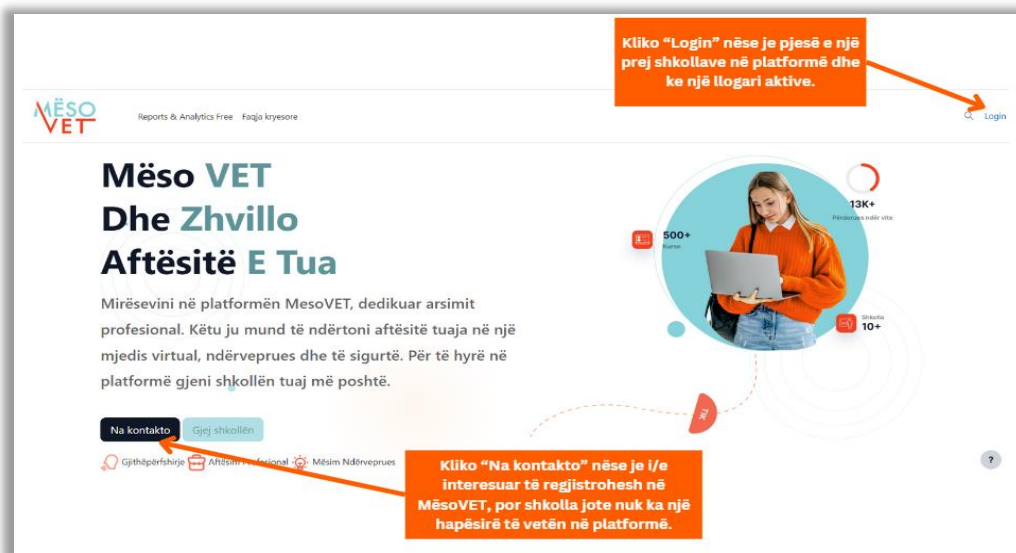 Kliko “Login” nëse je pjesë e një
prej shkollave në platformë dhe
ke një llogari aktive.
MËSO
VET
Reports & Analytics Free Faqja kryesore
Login
Mëso VET
Dhe Zhvillo
Aftësitë E Tua
13K+
Përdorues ndër vite
500+
Kurse
Shkolla
10+
Mirësevini në platformën MesoVET, dedikuar arsimit
profesional. Këtu ju mund të ndërtoni aftësitë tuaja në një
mjedis virtual, ndërveprues dhe të sigurtë. Për të hyrë në
platformë gjeni shkollën tuaj më poshtë.
TIK
Na kontakto Gjej shkollën
Gjithëpërfshirje Aftësim Profesional Mësim Ndërveprues
?
Kliko “Na kontakto” nëse je i/e
interesuar të regjistrohesh në
MësoVET, por shkolla jote nuk ka një
hapësirë të vetën në platformë.